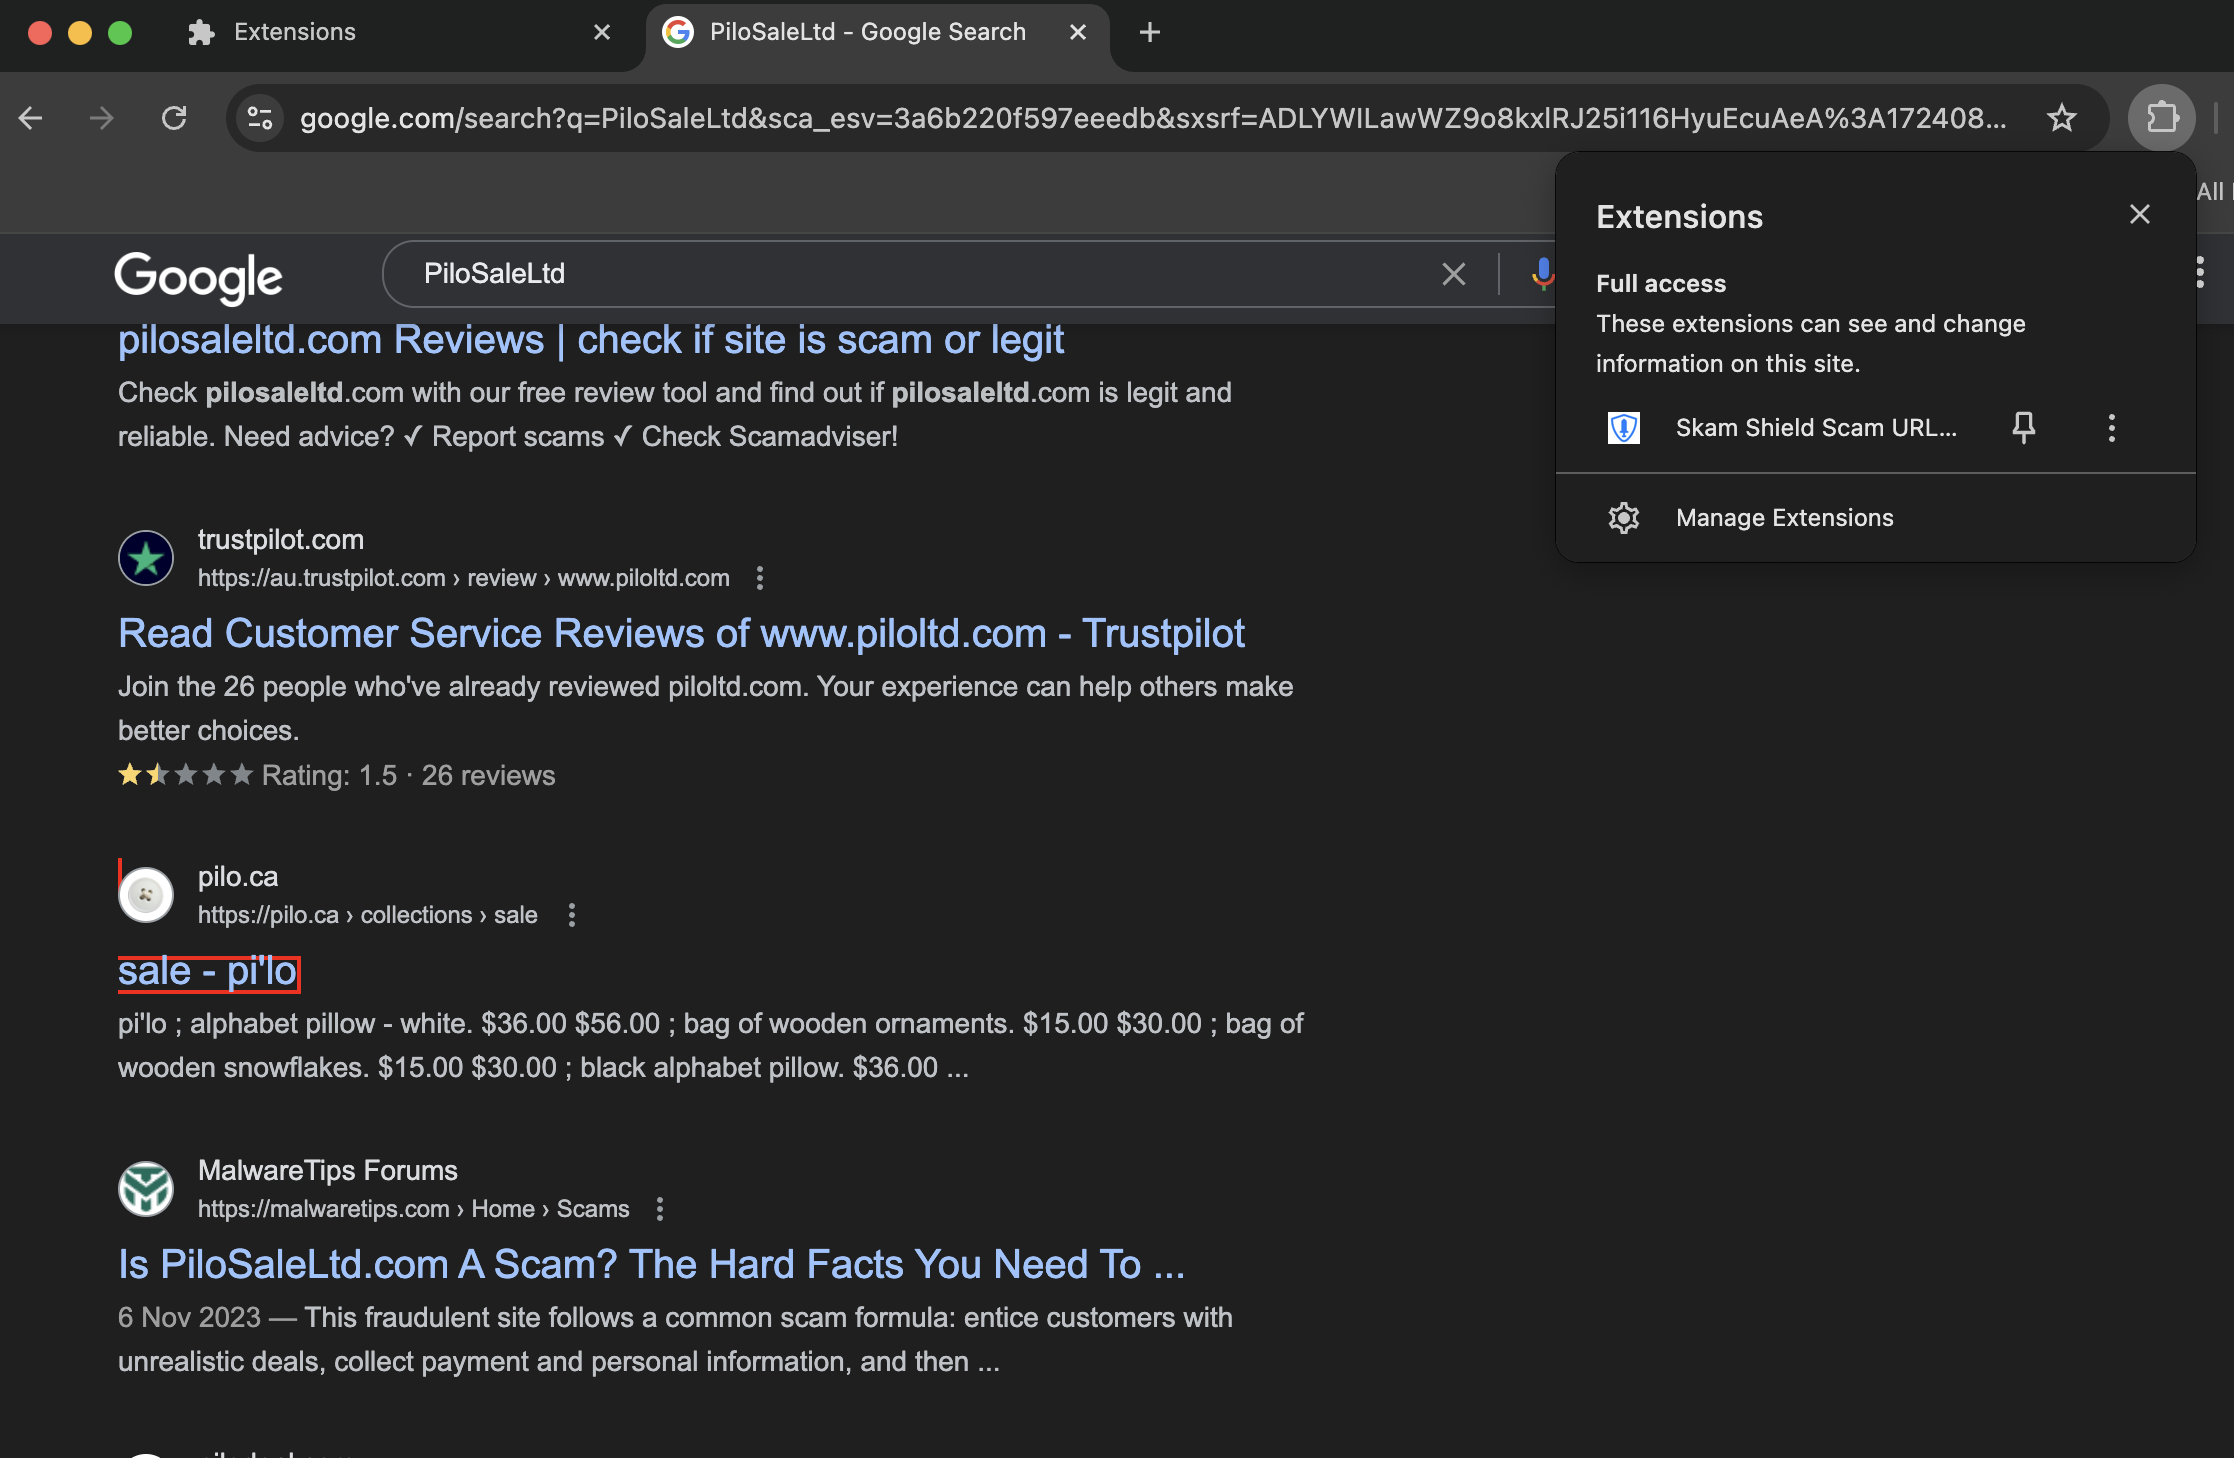 Extensions
PiloSaleLtd - Google Search
google.com/search?q=PiloSaleLtd&sca_esv=3a6b220f597eeedb&sxsrf=ADLYWILawWZ9o8kxlRJ25i116HyuEcuAeA%3A172408...
All
Google
PiloSaleLtd
Extensions
Full access
These extensions can see and change
information on this site.
Skam Shield Scam URL...
Manage Extensions
pilosaleltd.com Reviews | check if site is scam or legit
Check pilosaleltd.com with our free review tool and find out if pilosaleltd.com is legit and
reliable. Need advice? ✓ Report scams ✓ Check Scamadviser!
trustpilot.com
https://au.trustpilot.com › review › www.piloltd.com
Read Customer Service Reviews of www.piloltd.com - Trustpilot
Join the 26 people who've already reviewed piloltd.com. Your experience can help others make
better choices.
Rating: 1.5 · 26 reviews
pilo.ca
https://pilo.ca › collections › sale
sale - pi'lo
pi'lo ; alphabet pillow - white. $36.00 $56.00 ; bag of wooden ornaments. $15.00 $30.00 ; bag of
wooden snowflakes. $15.00 $30.00 ; black alphabet pillow. $36.00 ...
MalwareTips Forums
https://malwaretips.com › Home › Scams
Is PiloSaleLtd.com A Scam? The Hard Facts You Need To ...
6 Nov 2023 — This fraudulent site follows a common scam formula: entice customers with
unrealistic deals, collect payment and personal information, and then ...